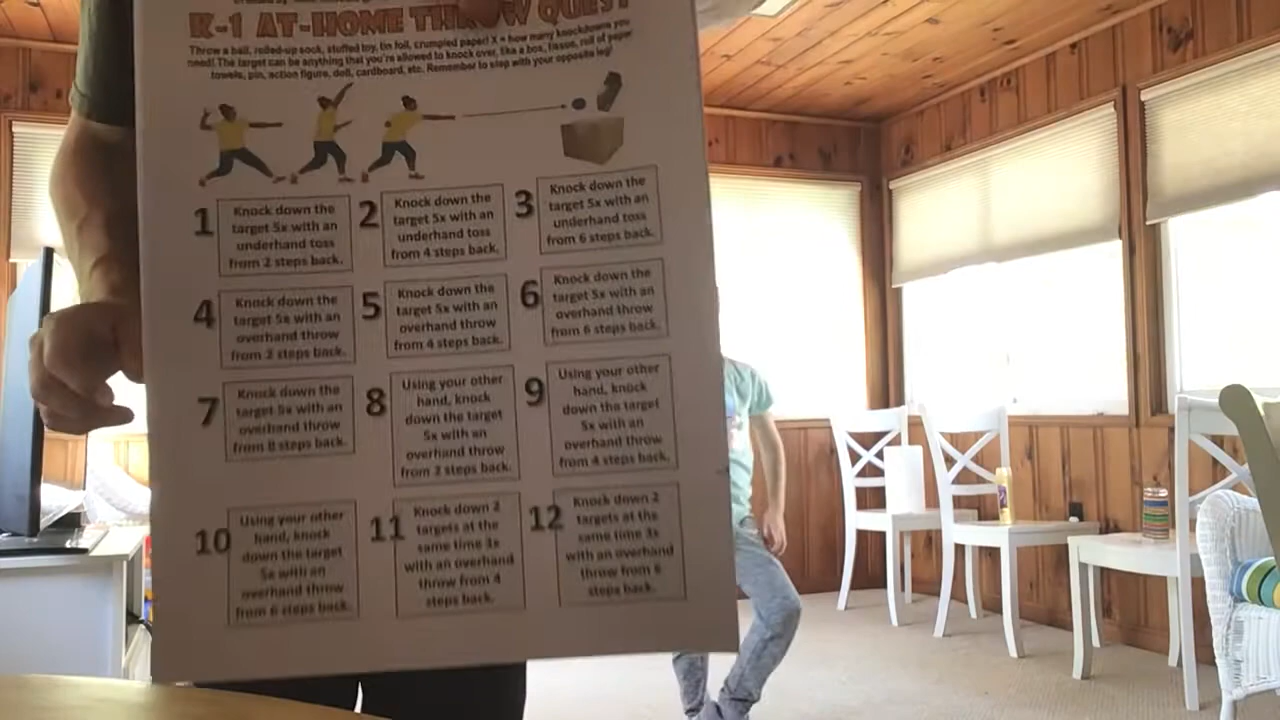 K-1 AT-HOME THROW QUEST
Throw a ball, rolled-up sock, stuffed toy, tin foil, crumpled paper! X = how many knockdowns you
need! The target can be anything that you're allowed to knock over, like a box, tissue, roll of paper
towels, pin, action figure, doll, cardboard, etc. Remember to step with your opposite leg!
1
Knock down the
target 5x with an
underhand toss
from 2 steps back.
2
Knock down the
target 5x with an
underhand toss
from 4 steps back.
3
Knock down the
target 5x with an
underhand toss
from 6 steps back.
4
Knock down the
target 5x with an
overhand throw
from 2 steps back.
5
Knock down the
target 5x with an
overhand throw
from 4 steps back.
6
Knock down the
target 5x with an
overhand throw
from 6 steps back.
7
Knock down the
target 5x with an
overhand throw
from 8 steps back.
8
Using your other
hand, knock
down the target
5x with an
overhand throw
from 2 steps back.
9
Using your other
hand, knock
down the target
5x with an
overhand throw
from 4 steps back.
10
Using your other
hand, knock
down the target
5x with an
overhand throw
from 6 steps back.
11
Knock down 2
targets at the
same time 3x
with an overhand
throw from 4
steps back.
12
Knock down 2
targets at the
same time 3x
with an overhand
throw from 6
steps back.